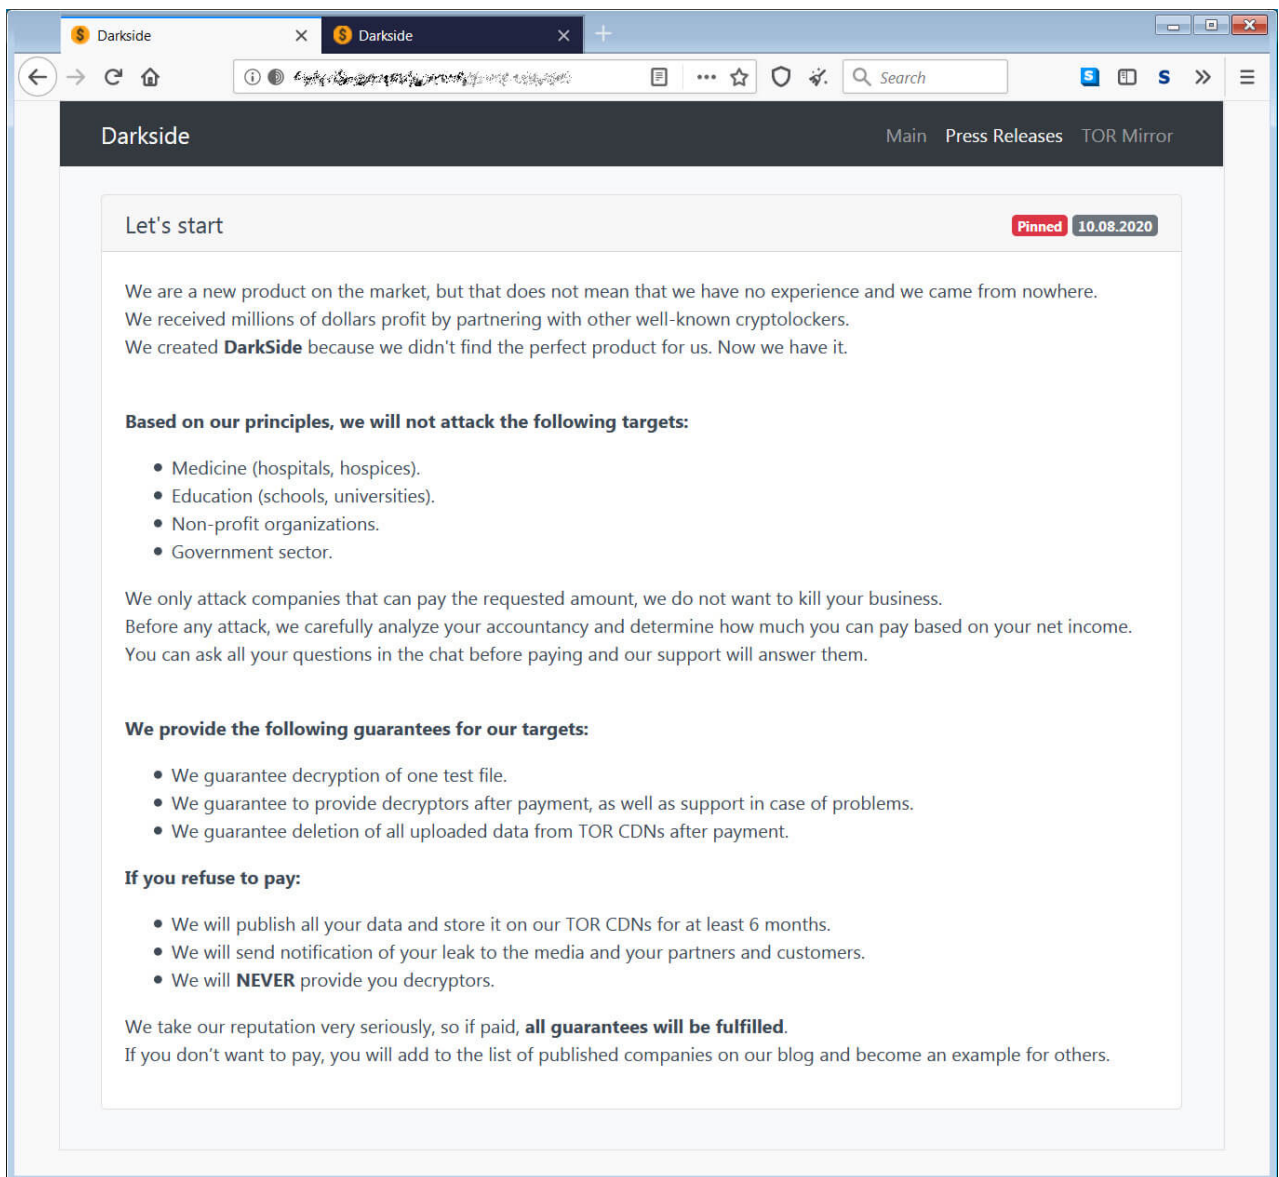 Darkside
Darkside
Search
Darkside
Main Press Releases TOR Mirror
Let's start
Pinned 10.08.2020
We are a new product on the market, but that does not mean that we have no experience and we came from nowhere.
We received millions of dollars profit by partnering with other well-known cryptolockers.
We created DarkSide because we didn't find the perfect product for us. Now we have it.
Based on our principles, we will not attack the following targets:
• Medicine (hospitals, hospices).
• Education (schools, universities).
• Non-profit organizations.
• Government sector.
We only attack companies that can pay the requested amount, we do not want to kill your business.
Before any attack, we carefully analyze your accountancy and determine how much you can pay based on your net income.
You can ask all your questions in the chat before paying and our support will answer them.
We provide the following guarantees for our targets:
• We guarantee decryption of one test file.
• We guarantee to provide decryptors after payment, as well as support in case of problems.
• We guarantee deletion of all uploaded data from TOR CDNs after payment.
If you refuse to pay:
• We will publish all your data and store it on our TOR CDNs for at least 6 months.
• We will send notification of your leak to the media and your partners and customers.
• We will NEVER provide you decryptors.
We take our reputation very seriously, so if paid, all guarantees will be fulfilled.
If you don’t want to pay, you will add to the list of published companies on our blog and become an example for others.